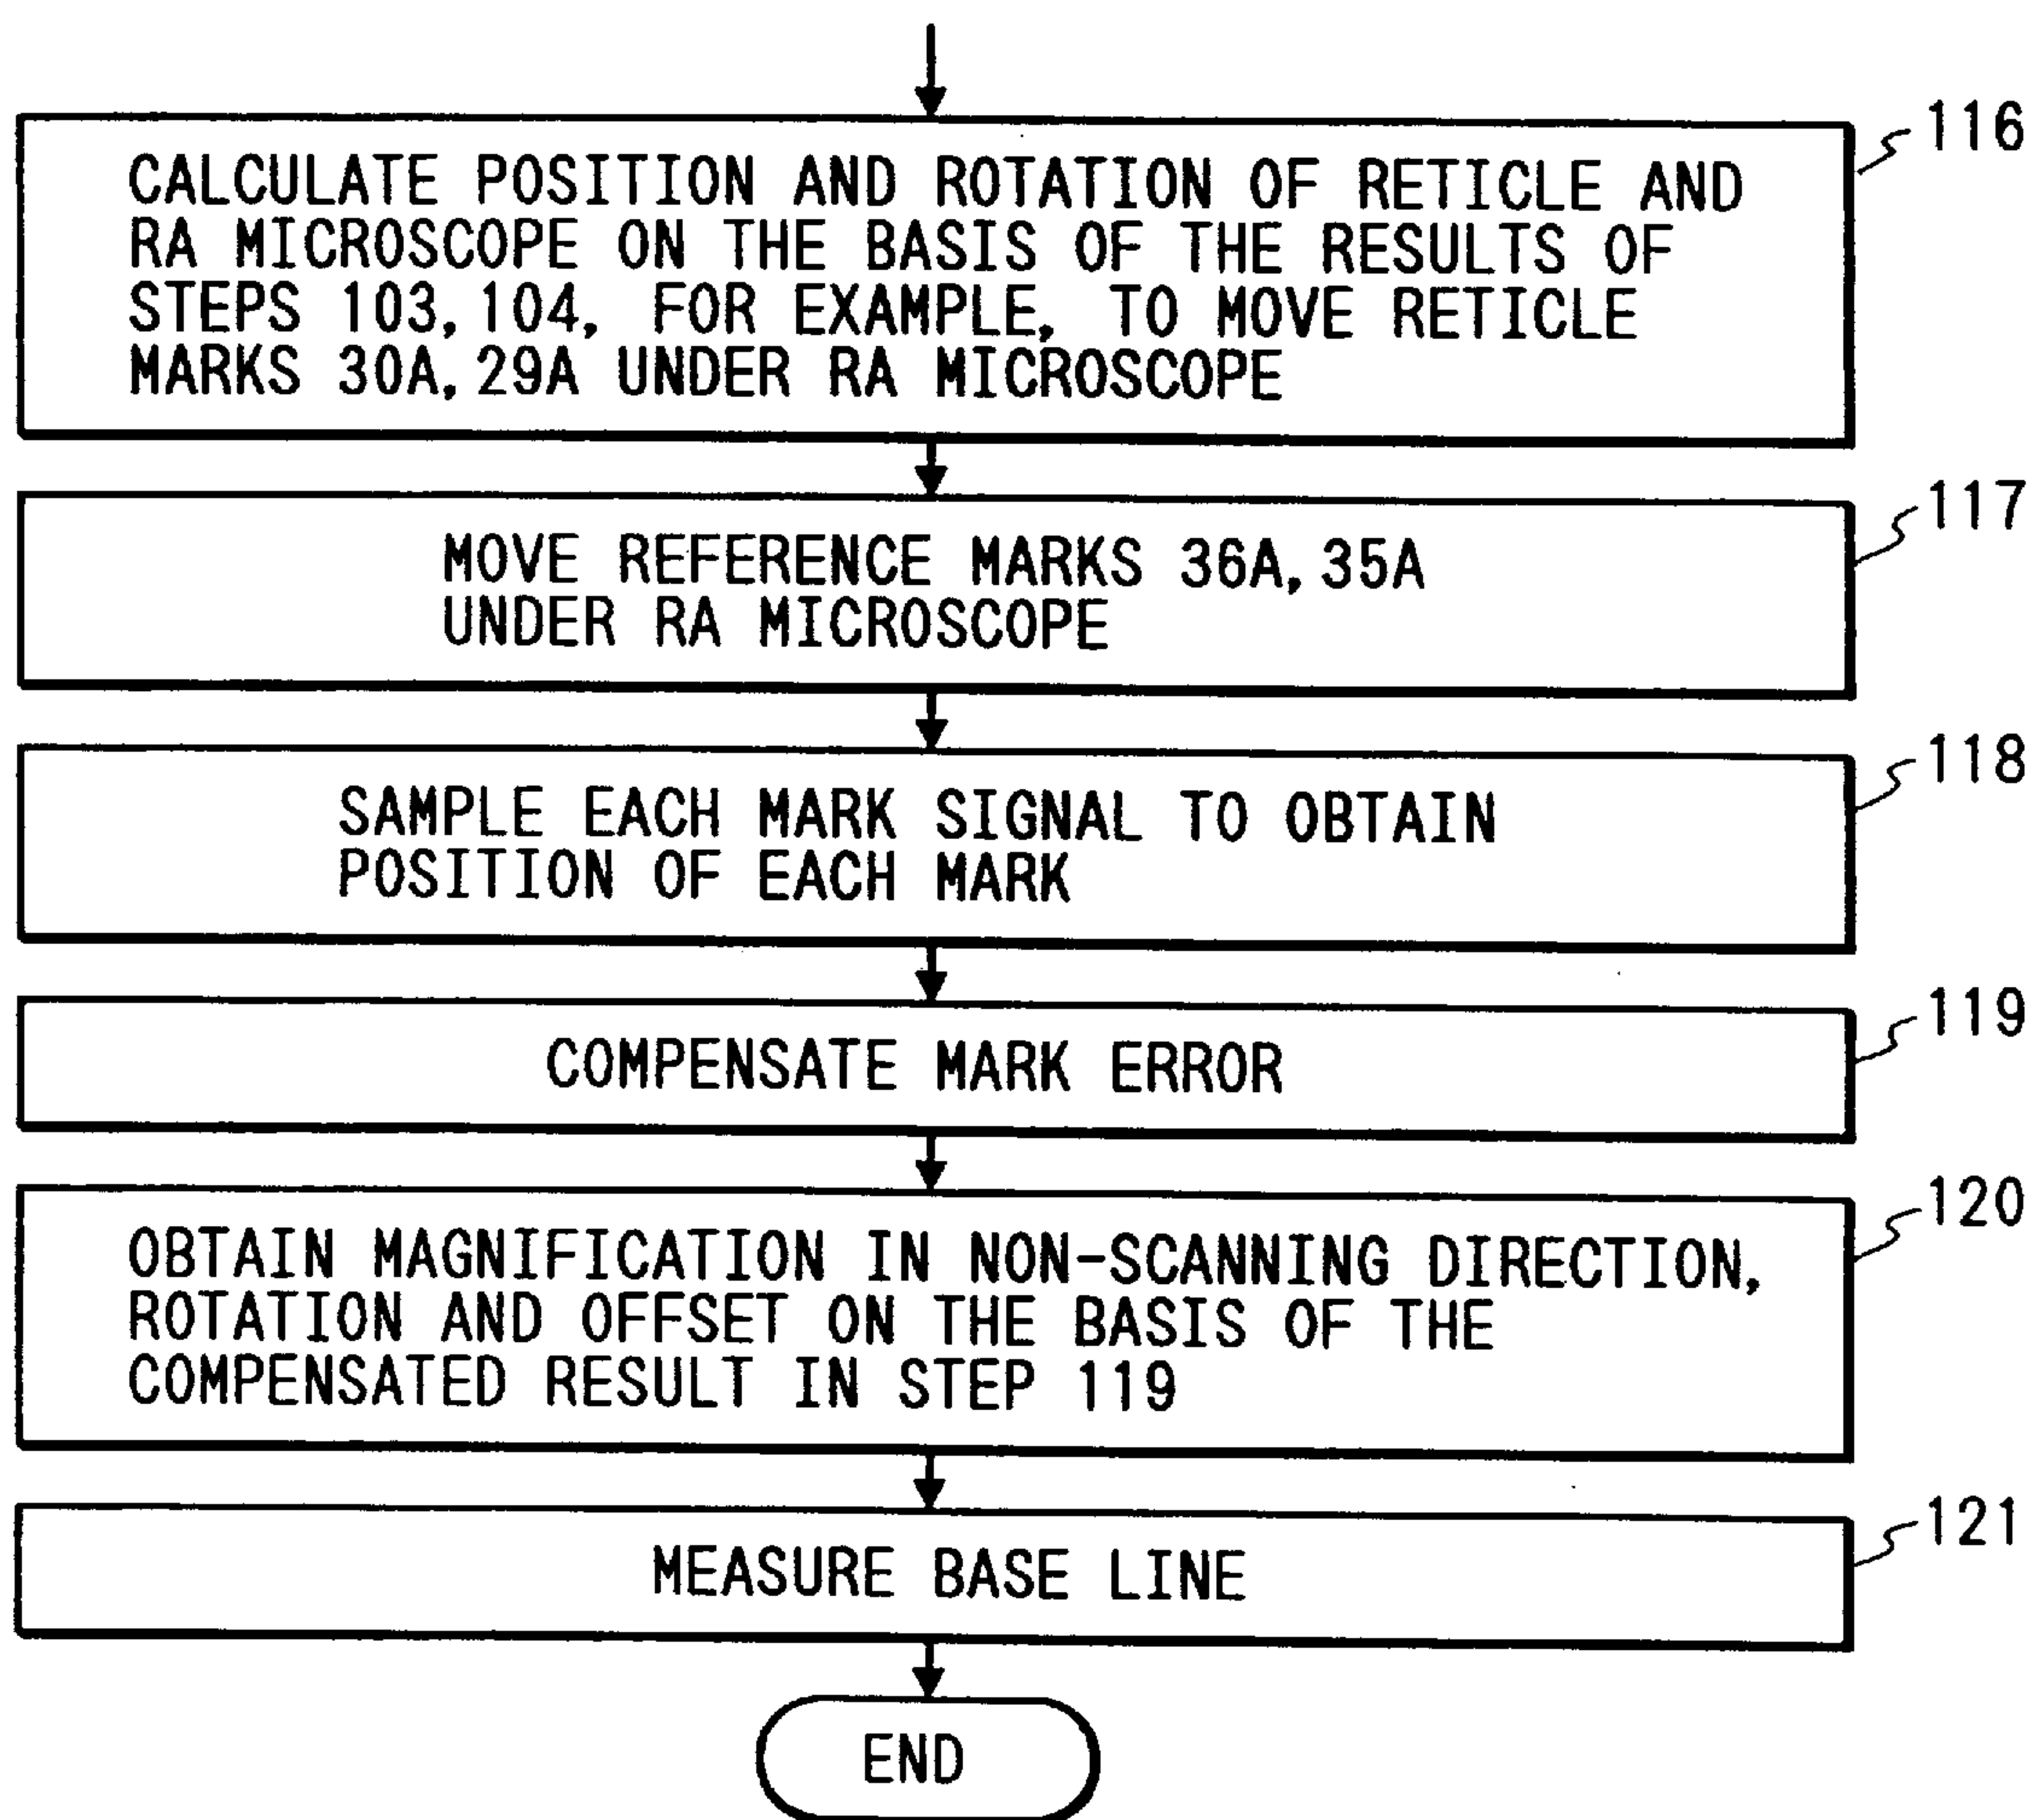 116
CALCULATE POSITION AND ROTATION OF RETICLE AND
RA MICROSCOPE ON THE BASIS OF THE RESULTS OF
STEPS 103, 104, FOR EXAMPLE, TO MOVE RETICLE
MARKS 30A, 29A UNDER RA MICROSCOPE
117
MOVE REFERENCE MARKS 36A, 35A
UNDER RA MICROSCOPE
118
SAMPLE EACH MARK SIGNAL TO OBTAIN
POSITION OF EACH MARK
119
COMPENSATE MARK ERROR
120
OBTAIN MAGNIFICATION IN NON-SCANNING DIRECTION,
ROTATION AND OFFSET ON THE BASIS OF THE
COMPENSATED RESULT IN STEP 119
121
MEASURE BASE LINE
END